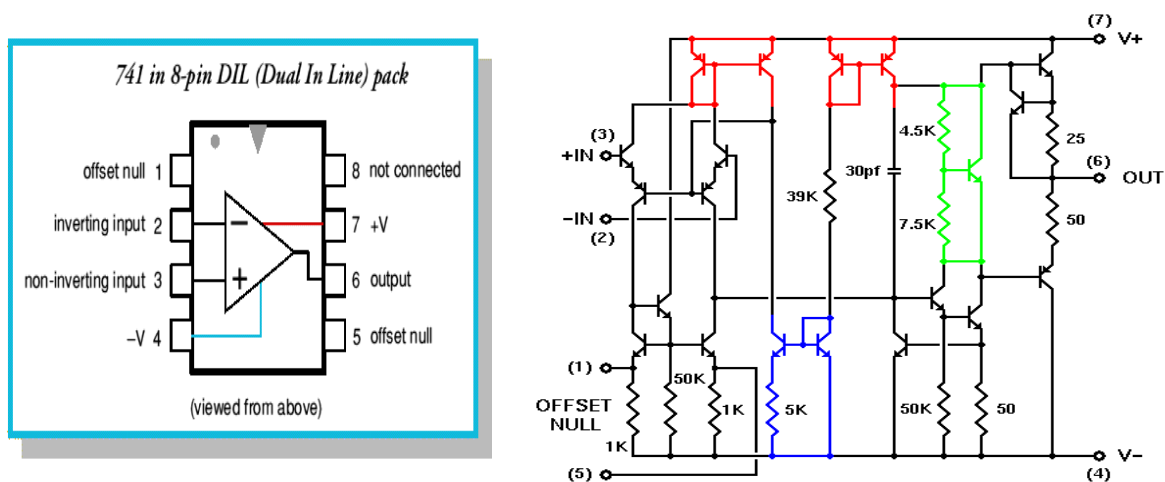 741 in 8-pin DIL (Dual In Line) pack
offset null 1
8 not connected
inverting input 2
7 +V
non-inverting input 3
6 output
–V 4
5 offset null
−
+
(viewed from above)
(7)
V+
4.5K
25
(3)
+IN
30pf
(6)
OUT
39K
−IN
(2)
7.5K
50
(1)
50K
OFFSET
NULL
1K
5K
50K
50
1K
(5)
V−
(4)